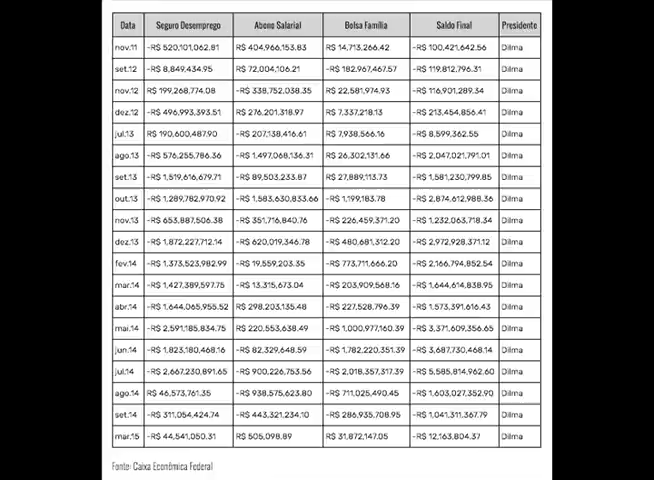 Data Seguro Desemprego Abono Salarial Bolsa Família Saldo Final Presidente
nov.11 -R$ 520,101,062.81 R$ 404,966,153.83 R$ 14,713,266.42 -R$ 100,421,642.56 Dilma
set.12 -R$ 8,849,434.95 R$ 72,004,106.21 -R$ 182,967,467.57 -R$ 119,812,796.31 Dilma
nov.12 R$ 199,268,774.08 -R$ 338,752,038.35 R$ 22,581,974.93 -R$ 116,901,289.34 Dilma
dez.12 -R$ 496,993,393.51 R$ 276,201,318.97 R$ 7,337,218.13 -R$ 213,454,856.41 Dilma
jul.13 R$ 190,600,487.90 -R$ 207,138,416.61 R$ 7,938,566.16 -R$ 8,599,362.55 Dilma
ago.13 -R$ 576,255,786.36 -R$ 1,497,068,136.31 R$ 26,302,131.66 -R$ 2,047,021,791.01 Dilma
set.13 -R$ 1,519,616,679.71 -R$ 89,503,233.87 R$ 27,889,113.73 -R$ 1,581,230,799.85 Dilma
out.13 -R$ 1,289,782,970.92 -R$ 1,583,630,833.66 -R$ 1,199,183.78 -R$ 2,874,612,988.36 Dilma
nov.13 -R$ 653,887,506.38 -R$ 351,716,840.76 -R$ 226,459,371.20 -R$ 1,232,063,718.34 Dilma
dez.13 -R$ 1,872,227,712.14 -R$ 620,019,346.78 -R$ 480,681,312.20 -R$ 2,972,928,371.12 Dilma
fev.14 -R$ 1,373,523,982.99 -R$ 19,559,203.35 -R$ 773,711,666.20 -R$ 2,166,794,852.54 Dilma
mar.14 -R$ 1,427,389,597.75 -R$ 13,315,673.04 -R$ 203,909,568.16 -R$ 1,644,614,838.95 Dilma
abr.14 -R$ 1,644,065,955.52 R$ 298,203,135.48 -R$ 227,528,796.39 -R$ 1,573,391,616.43 Dilma
mai.14 -R$ 2,591,185,834.75 R$ 220,553,638.49 -R$ 1,000,977,160.39 -R$ 3,371,609,356.65 Dilma
jun.14 -R$ 1,823,180,468.16 -R$ 82,329,648.59 -R$ 1,782,220,351.39 -R$ 3,687,730,468.14 Dilma
jul.14 -R$ 2,667,230,891.65 -R$ 900,226,753.56 -R$ 2,018,357,317.39 -R$ 5,585,814,962.60 Dilma
ago.14 R$ 46,573,761.35 -R$ 938,575,623.80 -R$ 711,025,490.45 -R$ 1,603,027,352.90 Dilma
set.14 -R$ 311,054,424.74 -R$ 443,321,234.10 -R$ 286,935,708.95 -R$ 1,041,311,367.79 Dilma
mar.15 -R$ 44,541,050.31 R$ 505,098.89 R$ 31,872,147.05 -R$ 12,163,804.37 Dilma
Fonte: Caixa Econômica Federal